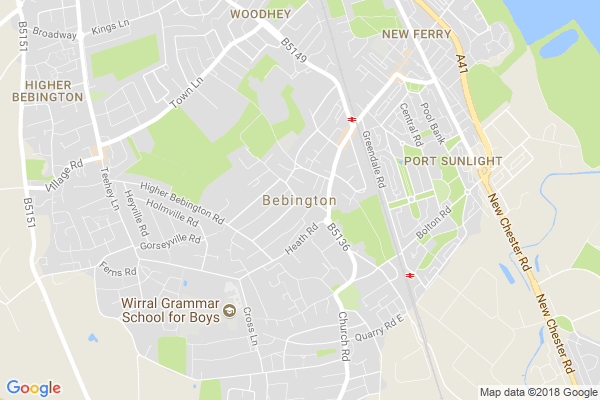 WOODHEY
Broadway
Kings Ln
B5151
B5149
NEW FERRY
A41
HIGHER
BEBINGTON
Town Ln
Pool Bank
Central Rd
Greendale Rd
PORT SUNLIGHT
Village Rd
Teehey Ln
Higher Bebington Rd
Heyville Rd
Holmville Rd
Bebington
B5151
New Chester Rd
Bolton Rd
B5136
Heath Rd
Gorseyville Rd
Ferns Rd
Wirral Grammar
School for Boys
Cross Ln
Church Rd
Quarry Rd E
New Chester Rd
Google
Map data ©2018 Google